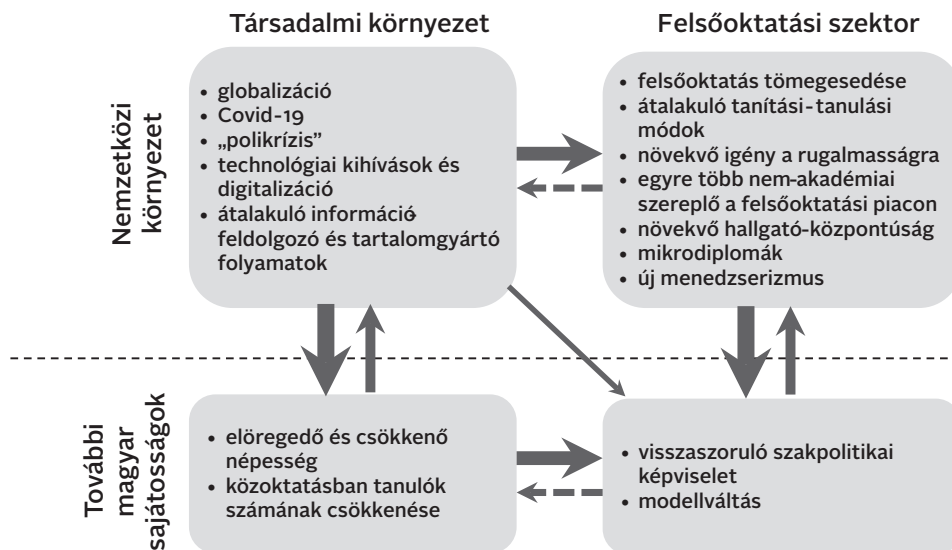 Társadalmi környezet
Felsőoktatási szektor
Nemzetközi
környezet
• globalizáció
• Covid-19
• „polikrízis”
• technológiai kihívások és
digitalizáció
• átalakuló információ-
feldolgozó és tartalomgyártó
folyamatok
• felsőoktatás tömegesedése
• átalakuló tanítási-tanulási
módok
• növekvő igény a rugalmasságra
• egyre több nem-akadémiai
szereplő a felsőoktatási piacon
• növekvő hallgató-központúság
• mikrodiplomák
• új menedzserizmus
További
magyar
sajátosságok
• elöregedő és csökkenő
népesség
• közoktatásban tanulók
számának csökkenése
• visszaszoruló szakpolitikai
képviselet
• modellváltás